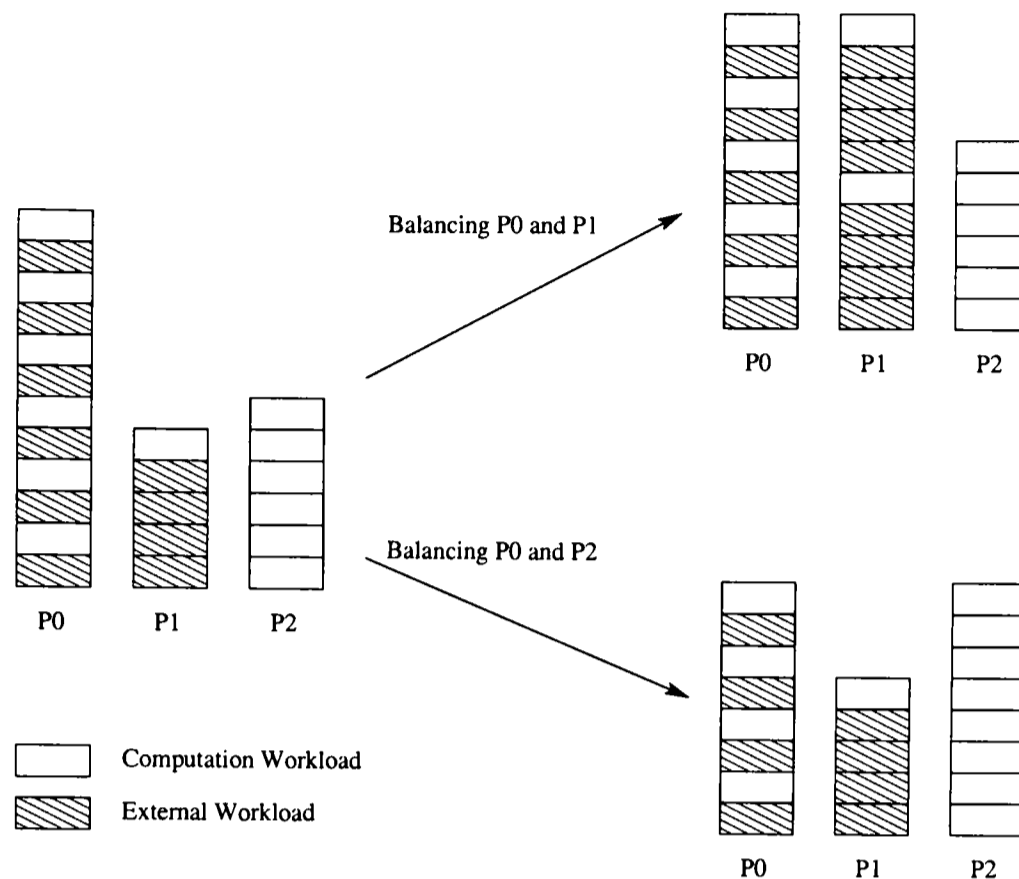 P0 P1 P2
Balancing P0 and P1
Balancing P0 and P2
P0 P1 P2
P0 P1 P2
Computation Workload
External Workload